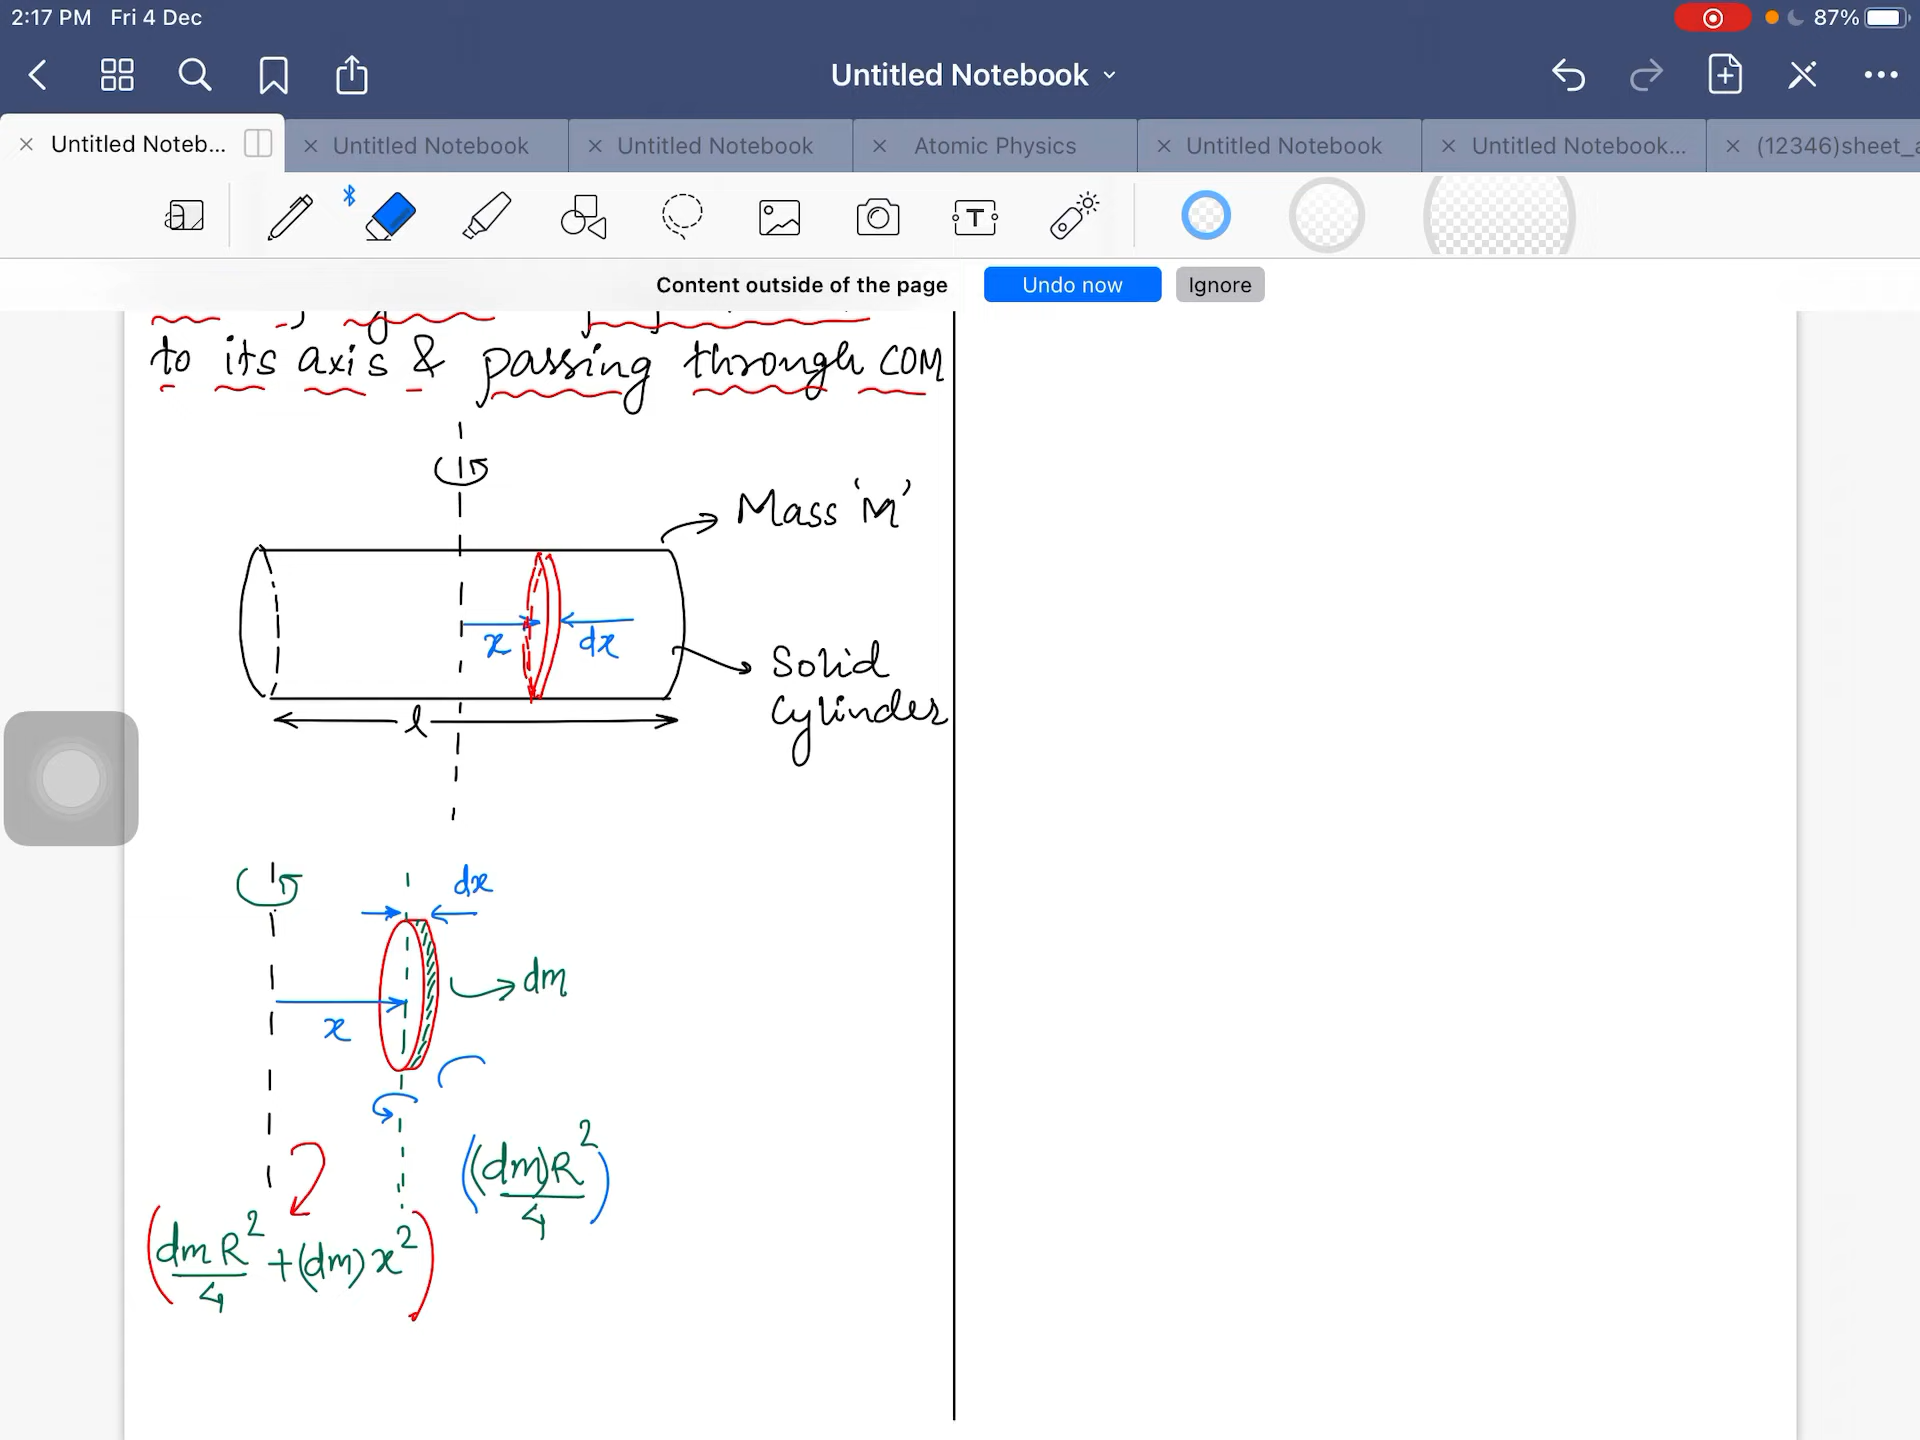 2:17 PM Fri 4 Dec
87%
Untitled Notebook
Untitled Noteb...
Untitled Notebook
Untitled Notebook
Atomic Physics
Untitled Notebook
Untitled Notebook...
(12346)sheet_a
T
Content outside of the page
Undo now
Ignore
to its axis & passing through COM
Mass 'M'
x
dx
Solid
Cylinder
l
dx
dm
x
((dm)R²/4)
(dmR²/4 + (dm)x²)